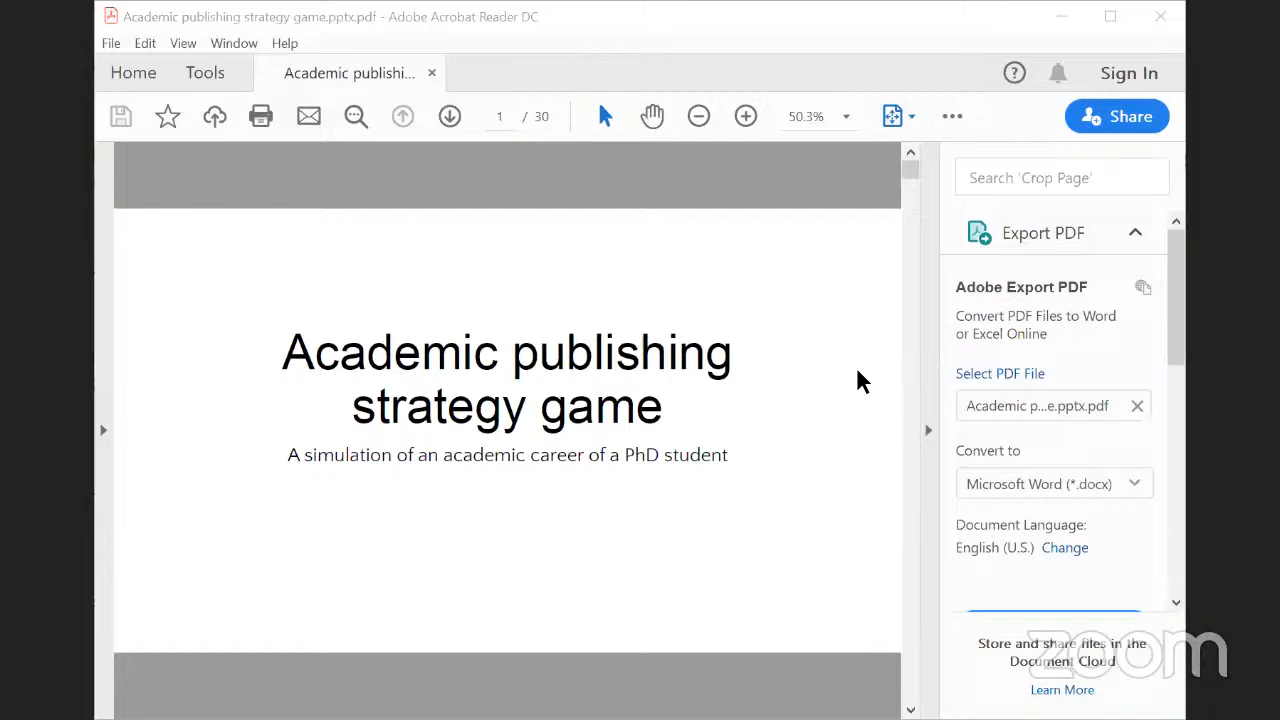 Academic publishing strategy game.pptx.pdf - Adobe Acrobat Reader DC
File Edit View Window Help
Home Tools Academic publishi... ×
Sign In
1 / 30
50.3%
Share
Search 'Crop Page'
Export PDF
Adobe Export PDF
Convert PDF Files to Word
or Excel Online
Select PDF File
Academic p...e.pptx.pdf
Convert to
Microsoft Word (*.docx)
Document Language:
English (U.S.) Change
Store and share files in the
Document Cloud
Learn More
Academic publishing
strategy game
A simulation of an academic career of a PhD student
zoom